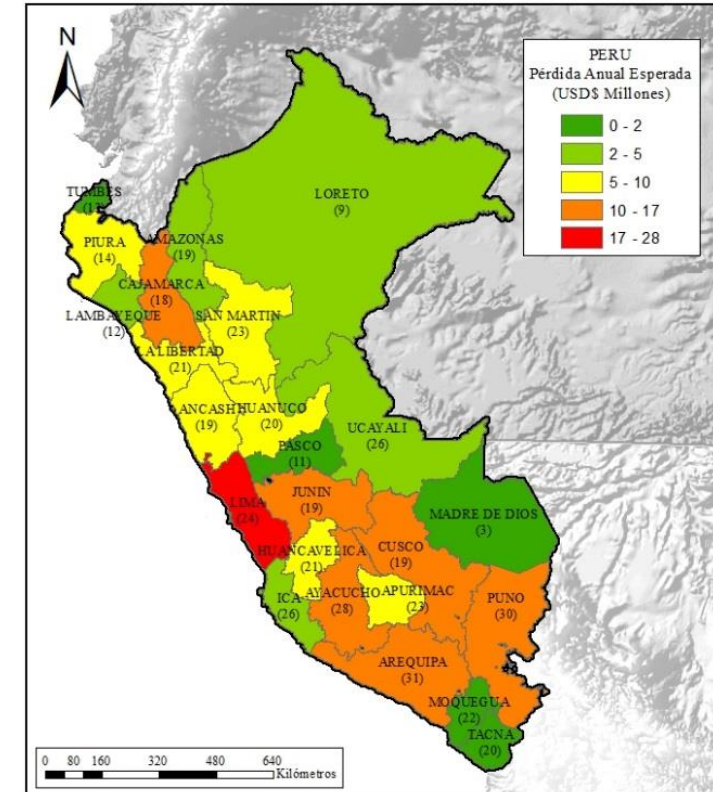 N
PERU
Pérdida Anual Esperada
(USD$ Millones)
0 - 2
2 - 5
5 - 10
10 - 17
17 - 28
TUMBES
LORETO
(9)
PIURA
(14)
AMAZONAS
(19)
CAJAMARCA
(18)
LAMBAYEQUE
(12)
SAN MARTIN
(23)
LA LIBERTAD
(21)
ANCASH
(19)
HUANUCO
(20)
UCAYALI
(26)
PASCO
(11)
LIMA
(24)
JUNIN
(19)
MADRE DE DIOS
(3)
HUANCAVELICA
(21)
CUSCO
(19)
ICA
(26)
AYACUCHO
(28)
APURIMAC
(23)
PUNO
(30)
AREQUIPA
(31)
MOQUEGUA
(22)
TACNA
(20)
0 80 160 320 480 640
Kilómetros